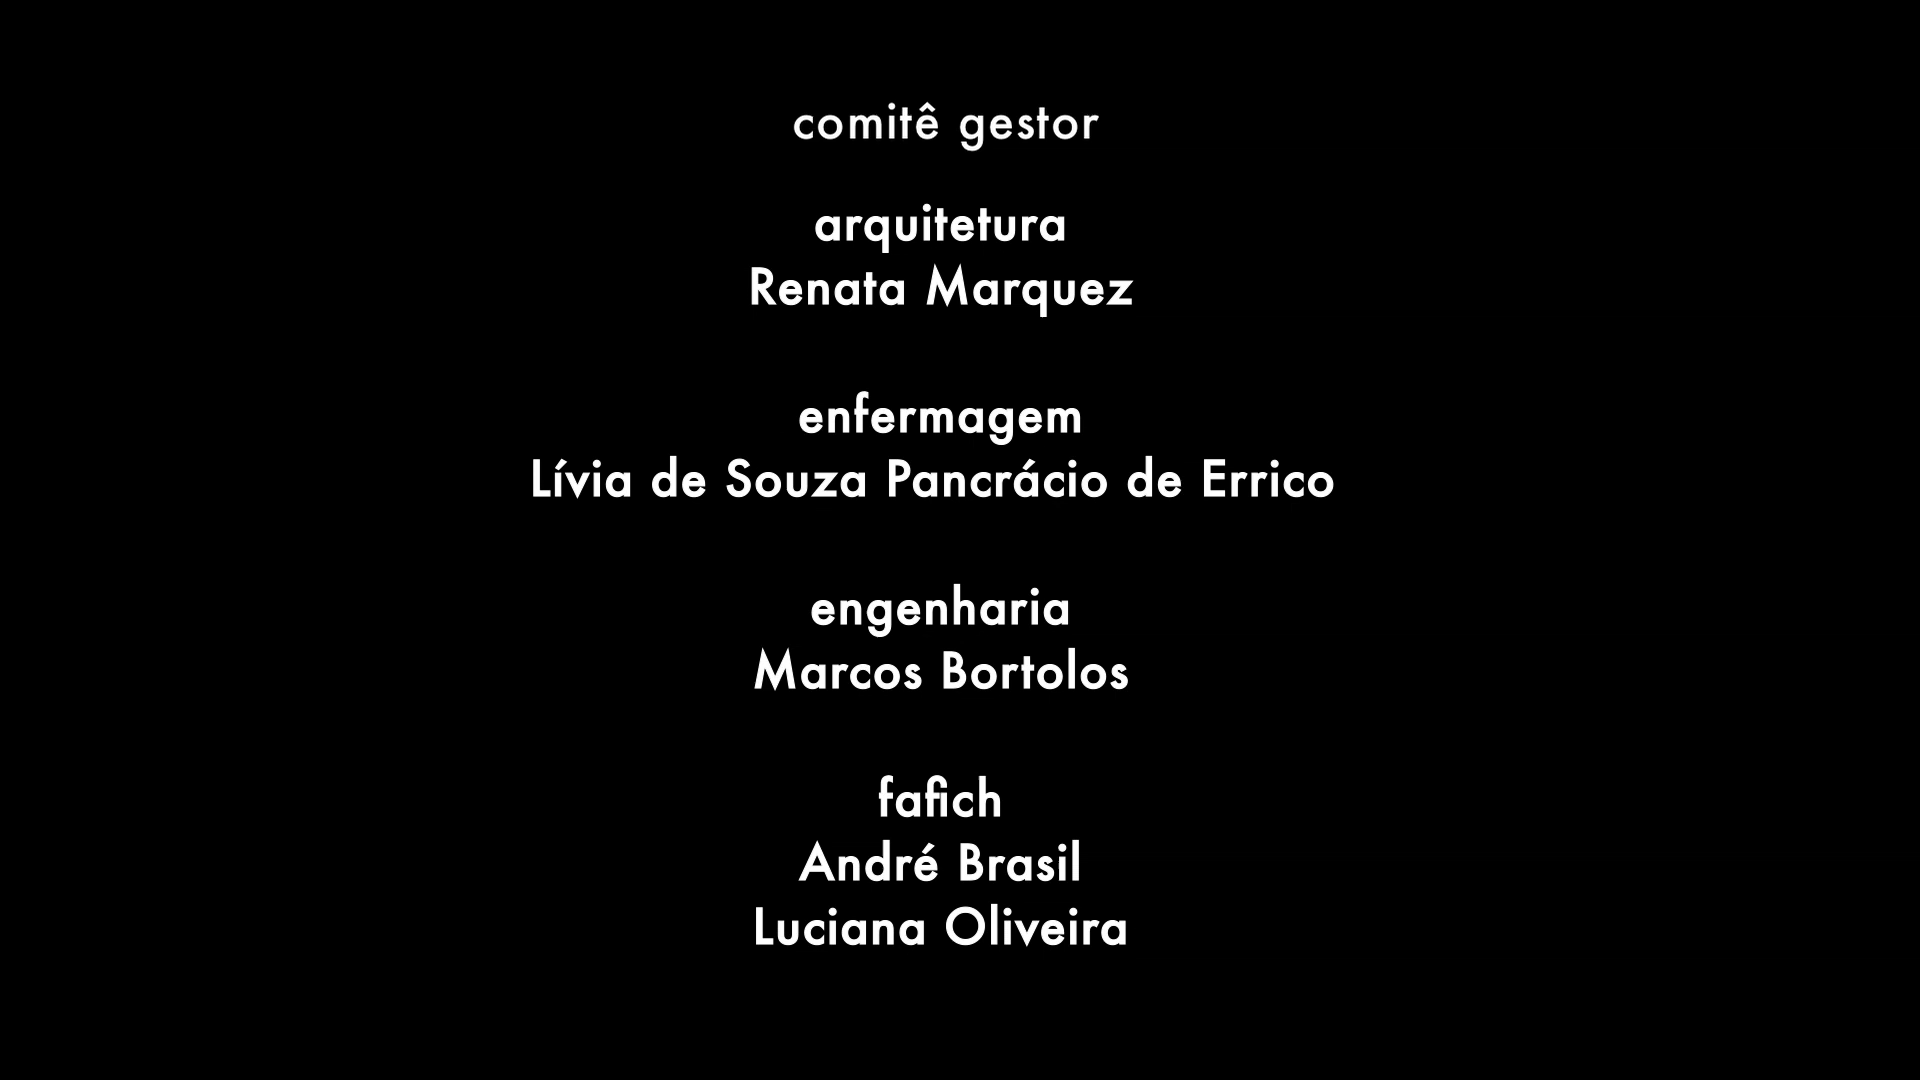 comitê gestor
arquitetura
Renata Marquez
enfermagem
Lívia de Souza Pancrácio de Errico
engenharia
Marcos Bortolos
fafich
André Brasil
Luciana Oliveira